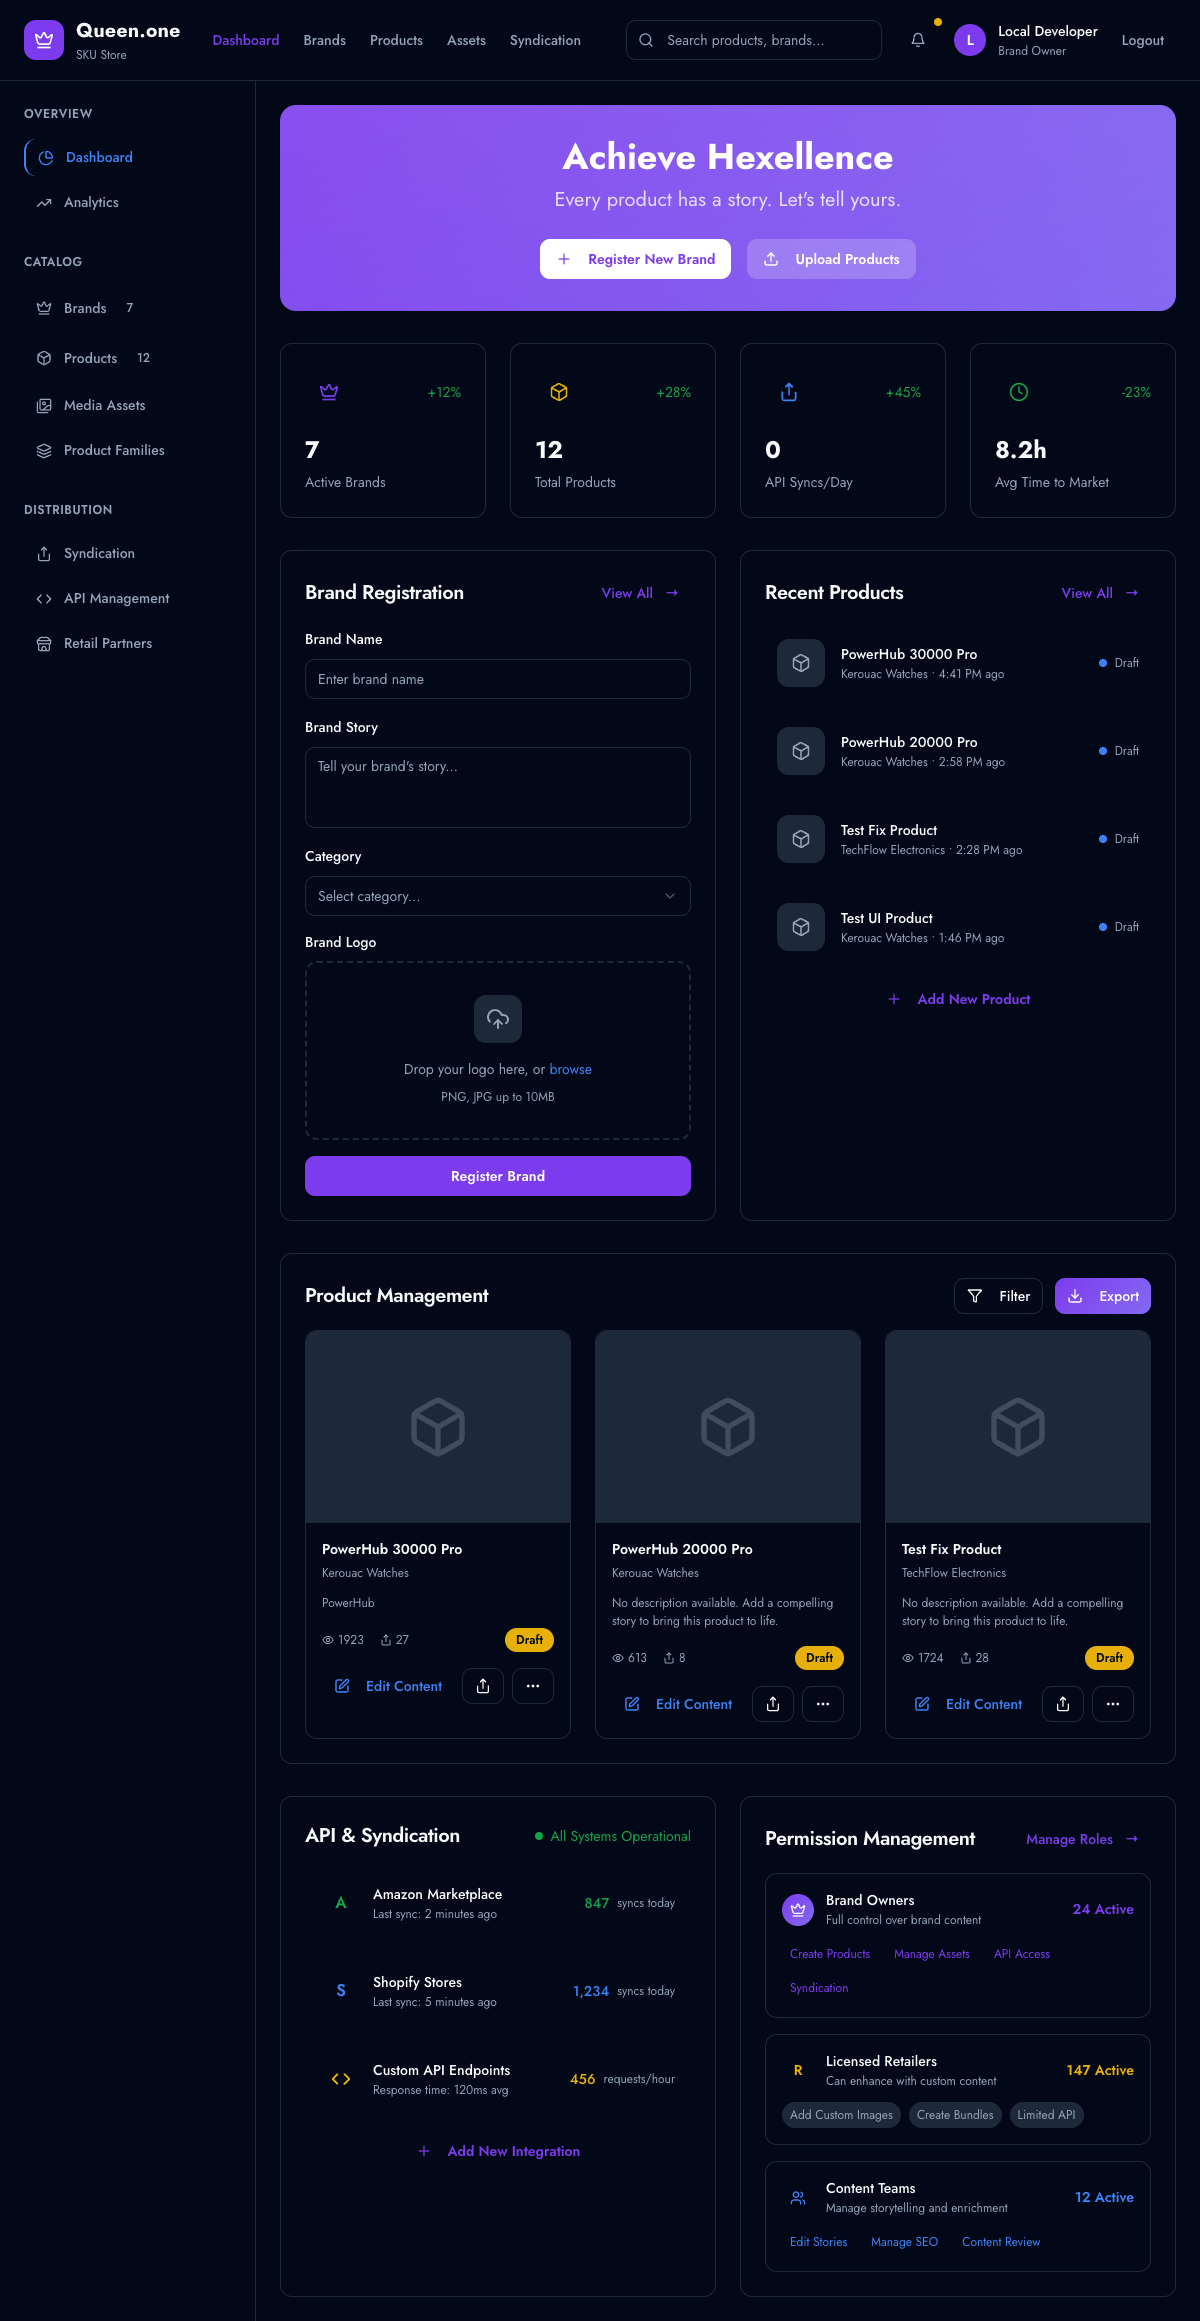 Queen.one
SKU Store
Dashboard
Brands
Products
Assets
Syndication
Search products, brands...
L
Local Developer
Brand Owner
Logout
OVERVIEW
Dashboard
Analytics
CATALOG
Brands 7
Products 12
Media Assets
Product Families
DISTRIBUTION
Syndication
API Management
Retail Partners
Achieve Hexellence
Every product has a story. Let's tell yours.
Register New Brand
Upload Products
+12%
7
Active Brands
+28%
12
Total Products
+45%
0
API Syncs/Day
-23%
8.2h
Avg Time to Market
Brand Registration
View All →
Brand Name
Enter brand name
Brand Story
Tell your brand's story...
Category
Select category...
Brand Logo
Drop your logo here, or browse
PNG, JPG up to 10MB
Register Brand
Recent Products
View All →
PowerHub 30000 Pro
Kerouac Watches · 4:41 PM ago
Draft
PowerHub 20000 Pro
Kerouac Watches · 2:58 PM ago
Draft
Test Fix Product
TechFlow Electronics · 2:28 PM ago
Draft
Test UI Product
Kerouac Watches · 1:46 PM ago
Draft
Add New Product
Product Management
Filter
Export
PowerHub 30000 Pro
Kerouac Watches
PowerHub
1923 27
Draft
Edit Content
PowerHub 20000 Pro
Kerouac Watches
No description available. Add a compelling
story to bring this product to life.
613 8
Draft
Edit Content
Test Fix Product
TechFlow Electronics
No description available. Add a compelling
story to bring this product to life.
1724 28
Draft
Edit Content
API & Syndication
All Systems Operational
A
Amazon Marketplace
Last sync: 2 minutes ago
847 syncs today
S
Shopify Stores
Last sync: 5 minutes ago
1,234 syncs today
Custom API Endpoints
Response time: 120ms avg
456 requests/hour
Add New Integration
Permission Management
Manage Roles →
Brand Owners
Full control over brand content
24 Active
Create Products
Manage Assets
API Access
Syndication
R
Licensed Retailers
Can enhance with custom content
147 Active
Add Custom Images
Create Bundles
Limited API
Content Teams
Manage storytelling and enrichment
12 Active
Edit Stories
Manage SEO
Content Review